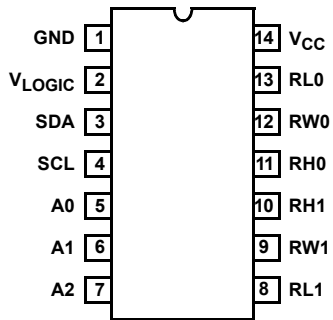 GND 1 14 VCC
VLOGIC 2 13 RL0
SDA 3 12 RW0
SCL 4 11 RH0
A0 5 10 RH1
A1 6 9 RW1
A2 7 8 RL1